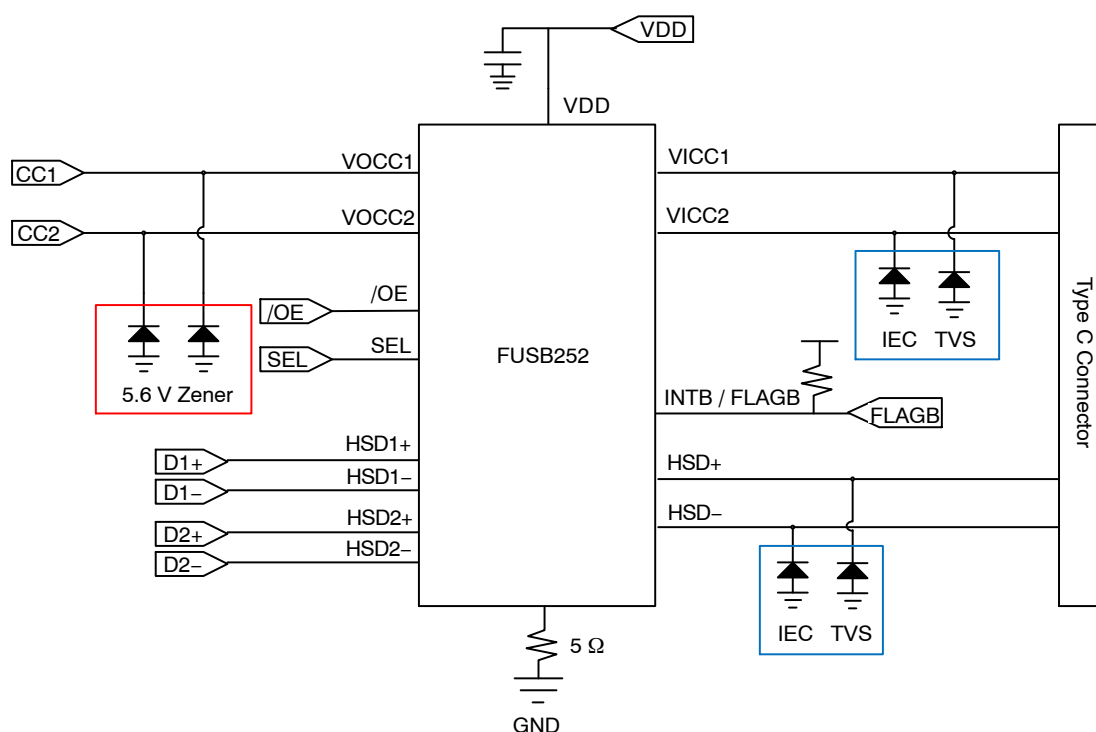 VDD
VDD
CC1
VOCC1
VICC1
CC2
VOCC2
VICC2
/OE
/OE
SEL
SEL
FUSB252
5.6 V Zener
IEC TVS
Type C Connector
INTB / FLAGB
FLAGB
D1+
HSD1+
HSD+
D1−
HSD1−
D2+
HSD2+
HSD−
D2−
HSD2−
IEC TVS
5 Ω
GND